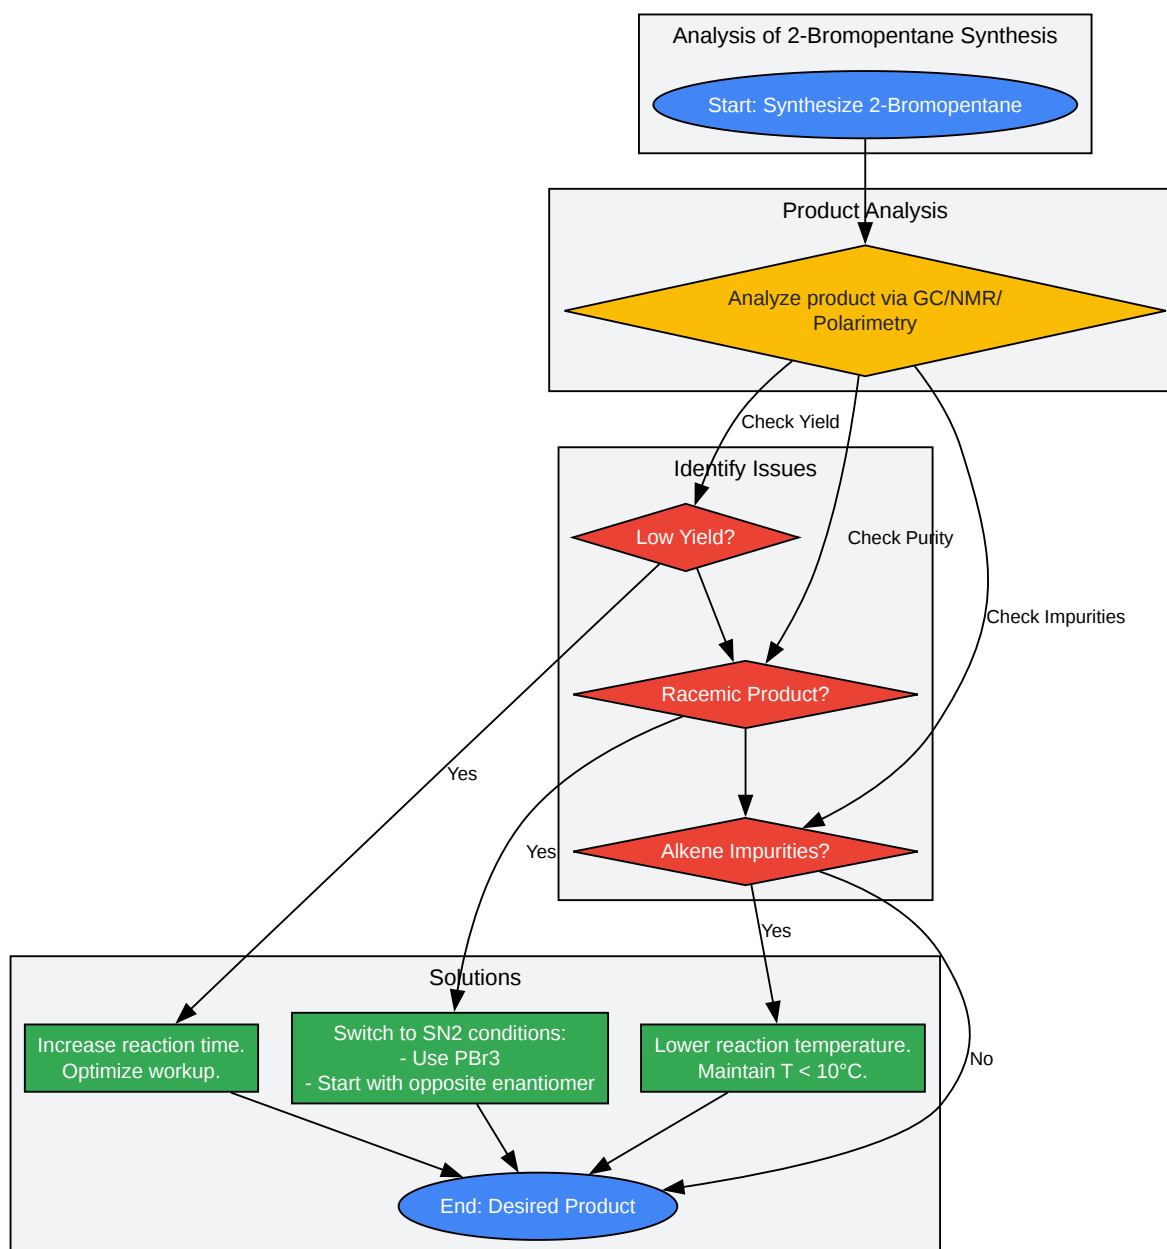 Analysis of 2-Bromopentane Synthesis
Start: Synthesize 2-Bromopentane
Product Analysis
Analyze product via GC/NMR/
Polarimetry
Check Yield
Identify Issues
Low Yield?
Check Purity
Check Impurities
Racemic Product?
Yes
Yes
Alkene Impurities?
Yes
Solutions
Increase reaction time.
Optimize workup.
Switch to SN2 conditions:
- Use PBr3
- Start with opposite enantiomer
Lower reaction temperature.
Maintain T < 10°C.
No
End: Desired Product